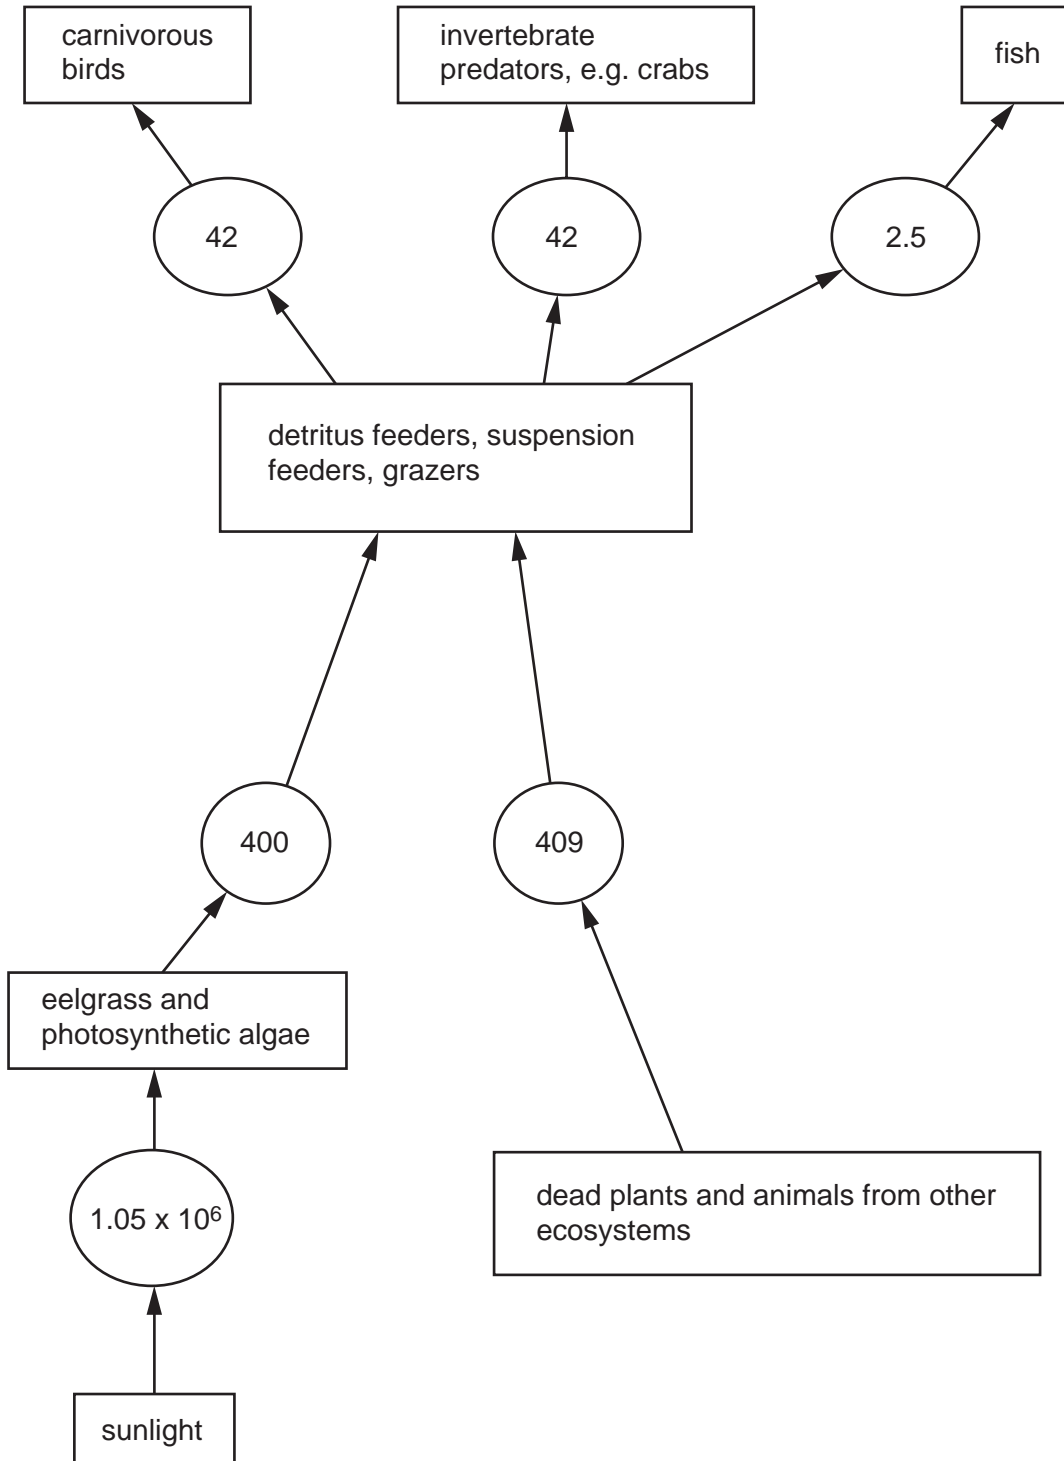 carnivorous
birds
invertebrate
predators, e.g. crabs
fish
42
42
2.5
detritus feeders, suspension
feeders, grazers
400
409
eelgrass and
photosynthetic algae
1.05 x 10⁶
dead plants and animals from other
ecosystems
sunlight